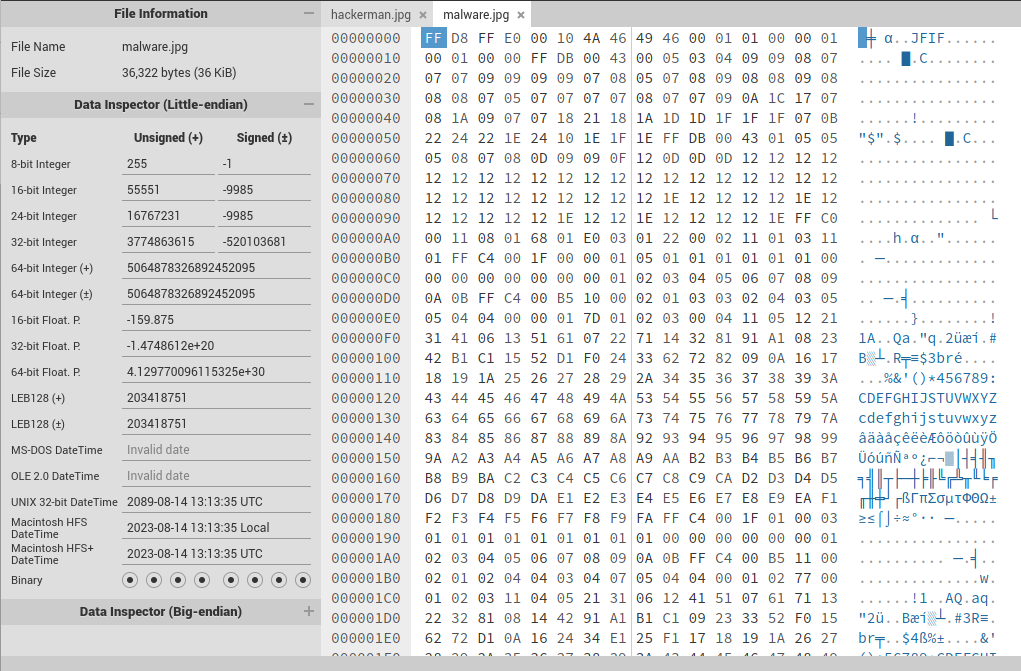 File Information
File Name malware.jpg
File Size 36,322 bytes (36 KiB)
Data Inspector (Little-endian)
Type Unsigned (+) Signed (±)
8-bit Integer 255 -1
16-bit Integer 55551 -9985
24-bit Integer 16767231 -9985
32-bit Integer 3774863615 -520103681
64-bit Integer (+) 5064878326892452095
64-bit Integer (±) 5064878326892452095
16-bit Float. P. -159.875
32-bit Float. P. -1.4748612e+20
64-bit Float. P. 4.129770096115325e+30
LEB128 (+) 203418751
LEB128 (±) 203418751
MS-DOS DateTime Invalid date
OLE 2.0 DateTime Invalid date
UNIX 32-bit DateTime 2089-08-14 13:13:35 UTC
Macintosh HFS DateTime 2023-08-14 13:13:35 Local
Macintosh HFS+ DateTime 2023-08-14 13:13:35 UTC
Binary
Data Inspector (Big-endian)
hackerman.jpg × malware.jpg ×
00000000 FF D8 FF E0 00 10 4A 46 49 46 00 01 01 00 00 01
00000010 00 01 00 00 FF DB 00 43 00 05 03 04 09 09 08 07
00000020 07 07 09 09 09 09 07 08 05 07 08 09 08 08 09 08
00000030 08 08 07 05 07 07 07 07 08 07 07 09 0A 1C 17 07
00000040 08 1A 09 07 07 18 21 18 1A 1D 1D 1F 1F 1F 07 0B
00000050 22 24 22 1E 24 10 1E 1F 1E FF DB 00 43 01 05 05
00000060 05 08 07 08 0D 09 09 0F 12 0D 0D 0D 12 12 12 12
00000070 12 12 12 12 12 12 12 12 12 12 12 12 12 12 12 12
00000080 12 12 12 12 12 12 12 12 12 1E 12 12 12 12 1E 12
00000090 12 12 12 12 12 1E 12 12 1E 12 12 12 12 1E FF C0
000000A0 00 11 08 01 68 01 E0 03 01 22 00 02 11 01 03 11
000000B0 01 FF C4 00 1F 00 00 01 05 01 01 01 01 01 01 00
000000C0 00 00 00 00 00 00 00 01 02 03 04 05 06 07 08 09
000000D0 0A 0B FF C4 00 B5 10 00 02 01 03 03 02 04 03 05
000000E0 05 04 04 00 00 01 7D 01 02 03 00 04 11 05 12 21
000000F0 31 41 06 13 51 61 07 22 71 14 32 81 91 A1 08 23
00000100 42 B1 C1 15 52 D1 F0 24 33 62 72 82 09 0A 16 17
00000110 18 19 1A 25 26 27 28 29 2A 34 35 36 37 38 39 3A
00000120 43 44 45 46 47 48 49 4A 53 54 55 56 57 58 59 5A
00000130 63 64 65 66 67 68 69 6A 73 74 75 76 77 78 79 7A
00000140 83 84 85 86 87 88 89 8A 92 93 94 95 96 97 98 99
00000150 9A A2 A3 A4 A5 A6 A7 A8 A9 AA B2 B3 B4 B5 B6 B7
00000160 B8 B9 BA C2 C3 C4 C5 C6 C7 C8 C9 CA D2 D3 D4 D5
00000170 D6 D7 D8 D9 DA E1 E2 E3 E4 E5 E6 E7 E8 E9 EA F1
00000180 F2 F3 F4 F5 F6 F7 F8 F9 FA FF C4 00 1F 01 00 03
00000190 01 01 01 01 01 01 01 01 01 00 00 00 00 00 00 01
000001A0 02 03 04 05 06 07 08 09 0A 0B FF C4 00 B5 11 00
000001B0 02 01 02 04 04 03 04 07 05 04 04 00 01 02 77 00
000001C0 01 02 03 11 04 05 21 31 06 12 41 51 07 61 71 13
000001D0 22 32 81 08 14 42 91 A1 B1 C1 09 23 33 52 F0 15
000001E0 62 72 D1 0A 16 24 34 E1 25 F1 17 18 19 1A 26 27
█╪ α..JFIF......
.... █.C........
................
................
......!.........
"$".$.... █.C...
................
................
................
.............. └
....h.α.."......
. ─.............
................
.. ─.╡..........
......}........!
1A..Qa."q.2üæí.#
B▒┴.R╤≡$3bré....
...%&'()*456789:
CDEFGHIJSTUVWXYZ
cdefghijstuvwxyz
âäàåçêëèÆôöòûùÿÖ
ÜóúñѪº¿⌐¬▓│┤╡╢╖
╕╣║┬├─┼╞╟╚╔╩╥╙╘╒
╓╫╪┘┌ßΓπΣσµτΦΘΩ±
≥≤⌠⌡÷≈°·· ─.....
................
.......... ─.╡..
..............w.
......!1..AQ.aq.
"2ü..Bæí▒┴.#3R≡.
br╤..$4ß%±....&'